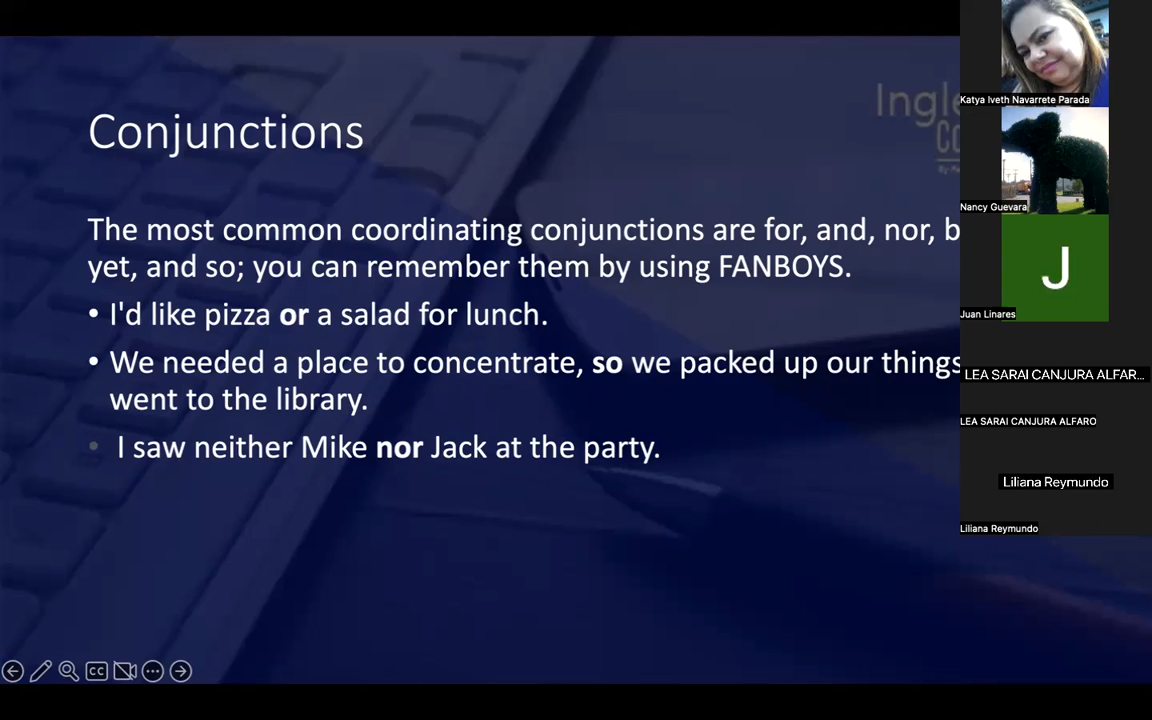 Conjunctions
The most common coordinating conjunctions are for, and, nor, b
yet, and so; you can remember them by using FANBOYS.
• I'd like pizza or a salad for lunch.
• We needed a place to concentrate, so we packed up our things
went to the library.
• I saw neither Mike nor Jack at the party.
Ingl
CC
Katya Iveth Navarrete Parada
Nancy Guevara
J
Juan Linares
LEA SARAI CANJURA ALFAR...
LEA SARAI CANJURA ALFARO
Liliana Reymundo
Liliana Reymundo